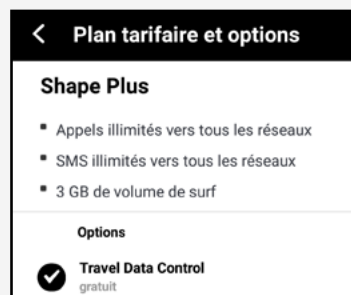 Plan tarifaire et options
Shape Plus
▪ Appels illimités vers tous les réseaux
▪ SMS illimités vers tous les réseaux
▪ 3 GB de volume de surf
Options
Travel Data Control
gratuit